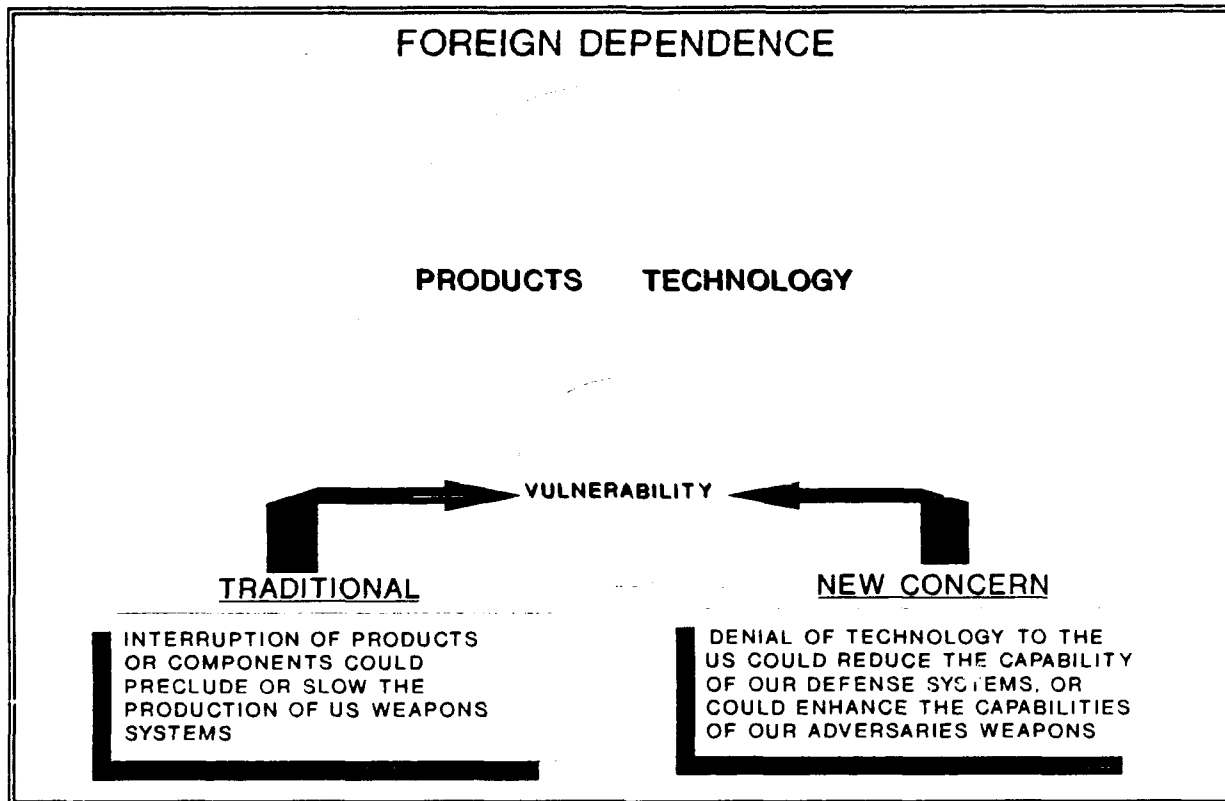 FOREIGN DEPENDENCE
PRODUCTS TECHNOLOGY
VULNERABILITY
TRADITIONAL
INTERRUPTION OF PRODUCTS
OR COMPONENTS COULD
PRECLUDE OR SLOW THE
PRODUCTION OF US WEAPONS
SYSTEMS
NEW CONCERN
DENIAL OF TECHNOLOGY TO THE
US COULD REDUCE THE CAPABILITY
OF OUR DEFENSE SYSTEMS, OR
COULD ENHANCE THE CAPABILITIES
OF OUR ADVERSARIES WEAPONS